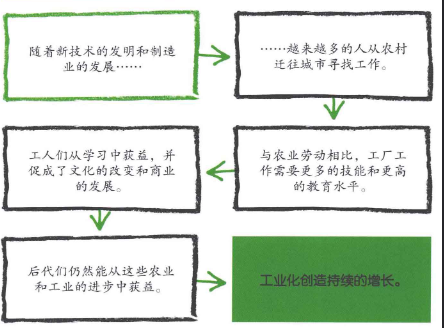 随着新技术的发明和制造
业的发展……
……越来越多的人从农村
迁往城市寻找工作。
与农业劳动相比，工厂工
作需要更多的技能和更高
的教育水平。
工人们从学习中获益，并
促成了文化的改变和商业
的发展。
后代们仍然能从这些农业
和工业的进步中获益。
工业化创造持续的增长。